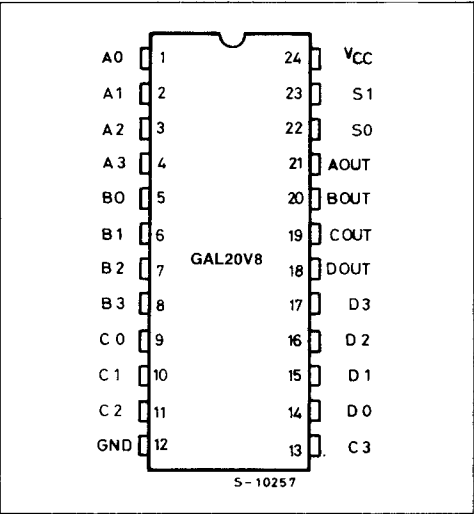 A0 1 24 VCC
A1 2 23 S1
A2 3 22 S0
A3 4 21 AOUT
B0 5 20 BOUT
B1 6 19 COUT
B2 7 GAL20V8 18 DOUT
B3 8 17 D3
C0 9 16 D2
C1 10 15 D1
C2 11 14 D0
GND 12 13 C3
S-10257